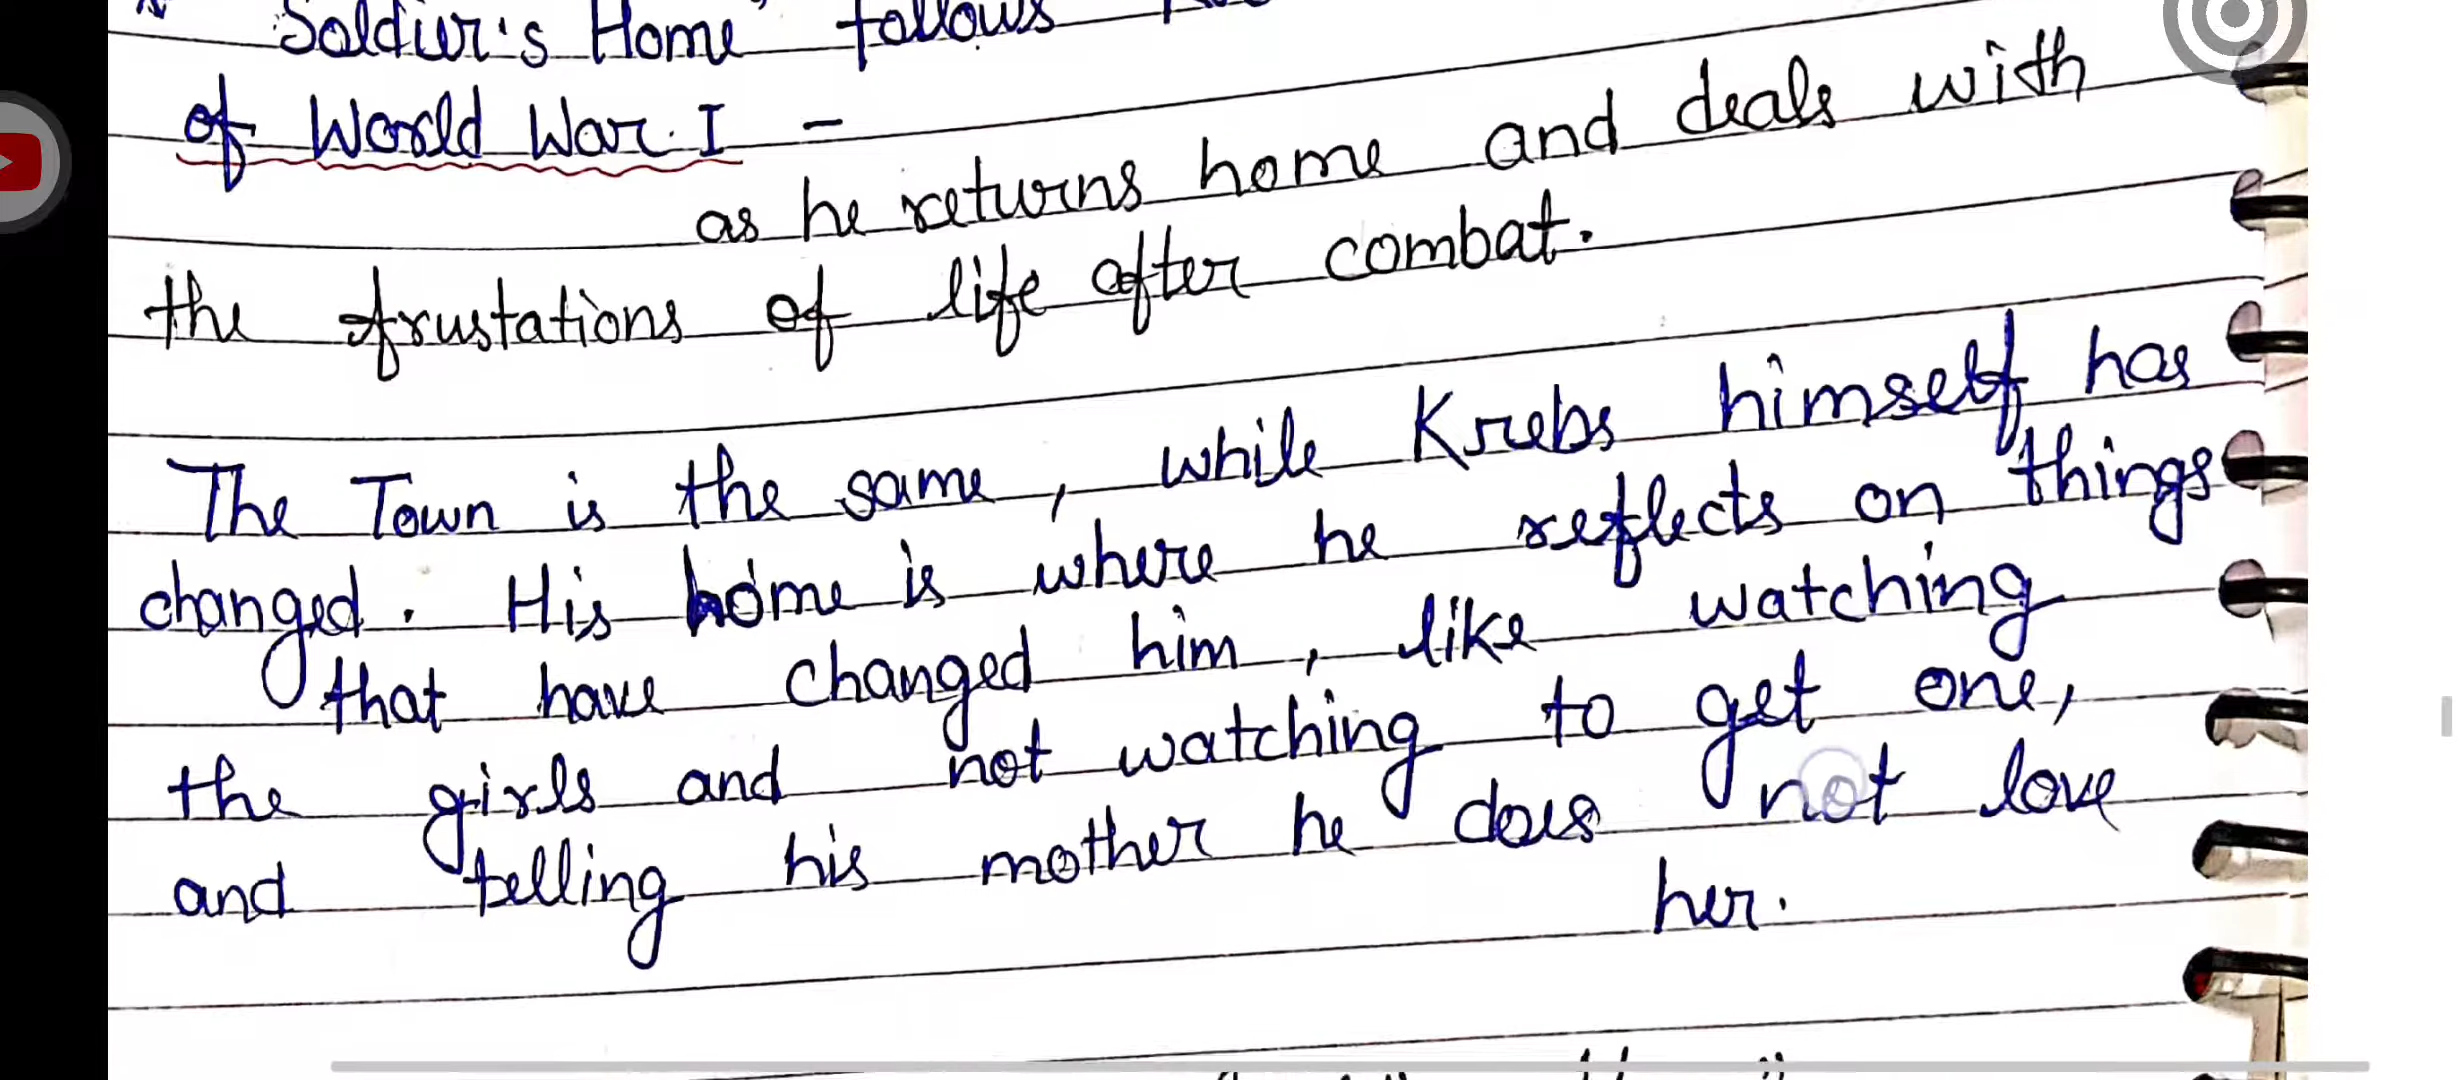 Soldier's Home" follows
of World War I -
as he returns home and deals with
the frustations of life after combat.
The Town is the same, while Krebs himself has
changed. His home is where he reflects on things
that have changed him, like watching
the girls and not watching to get one,
and telling his mother he does not love
her.